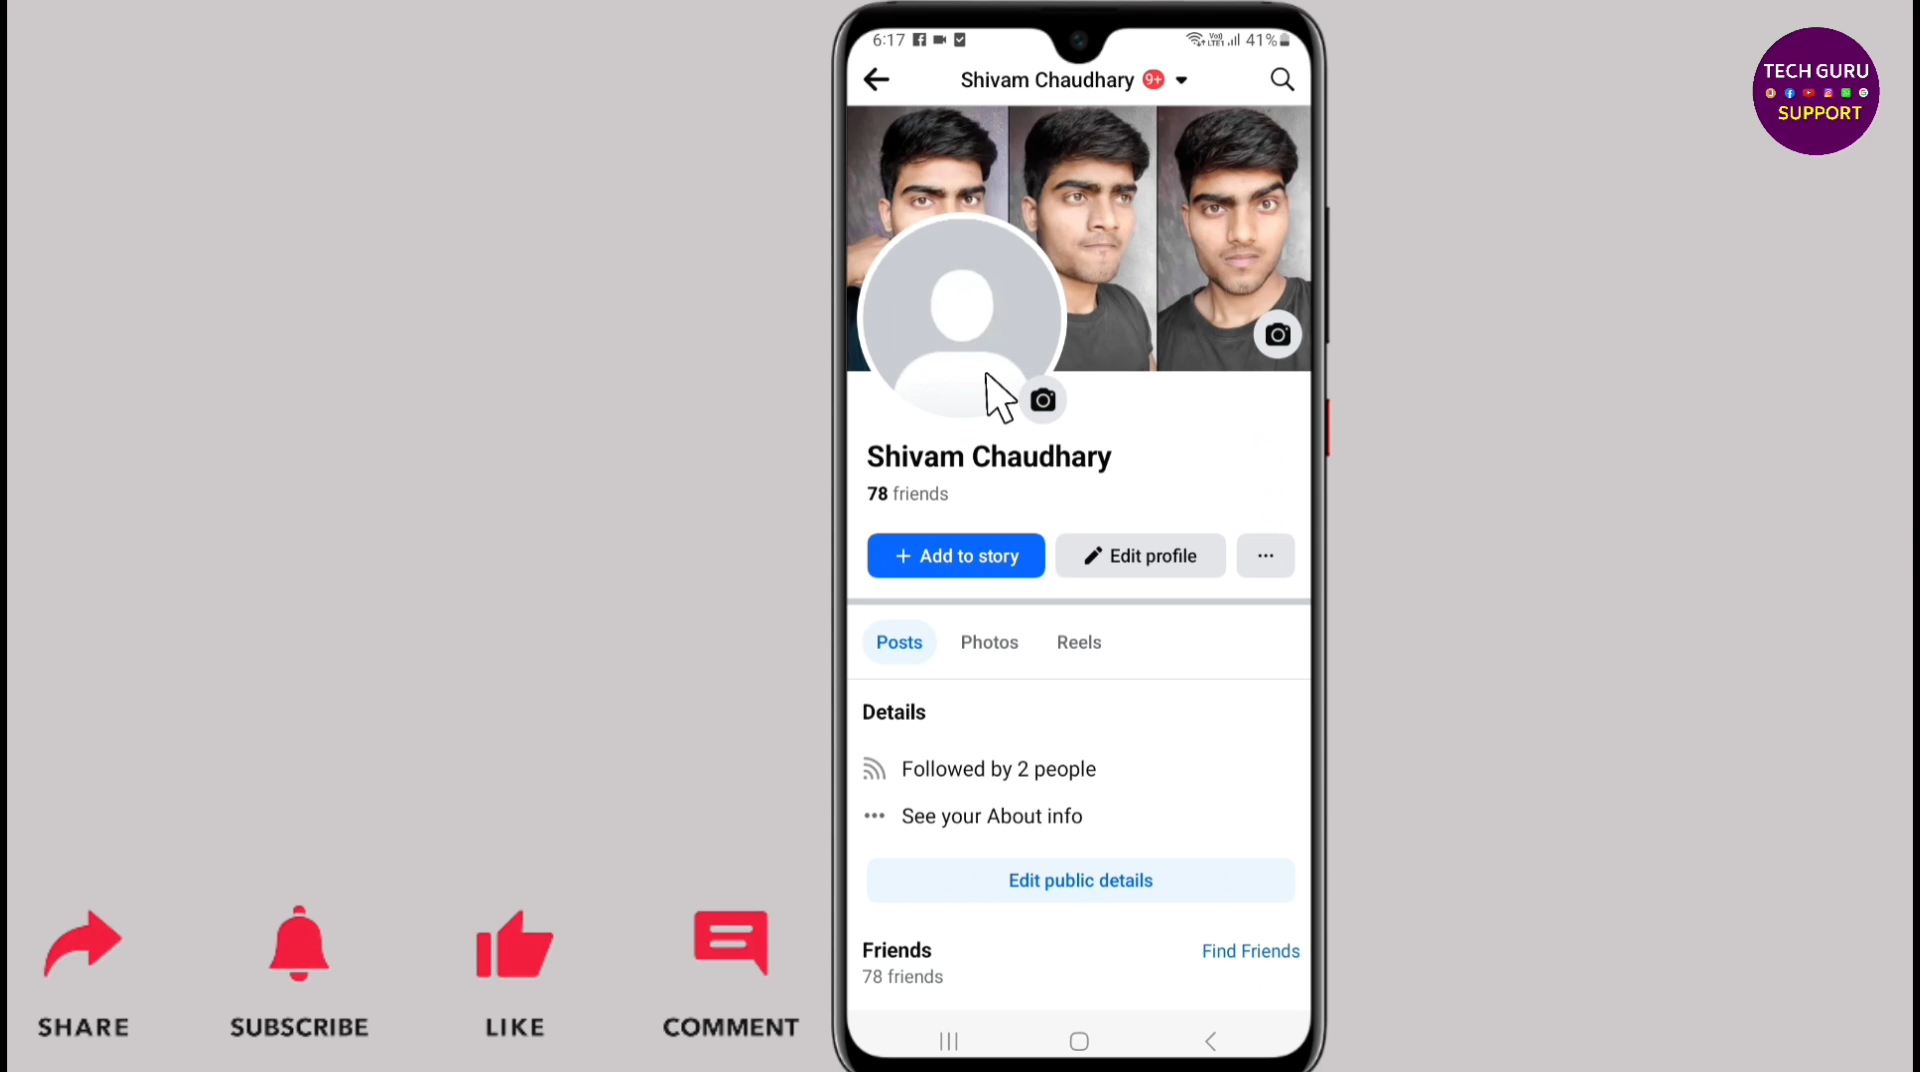 6:17
Vo))
LTE1
41%
Shivam Chaudhary 9+
TECH GURU
SUPPORT
Shivam Chaudhary
78 friends
+ Add to story
Edit profile
...
Posts
Photos
Reels
Details
Followed by 2 people
See your About info
Edit public details
Friends
Find Friends
78 friends
SHARE
SUBSCRIBE
LIKE
COMMENT